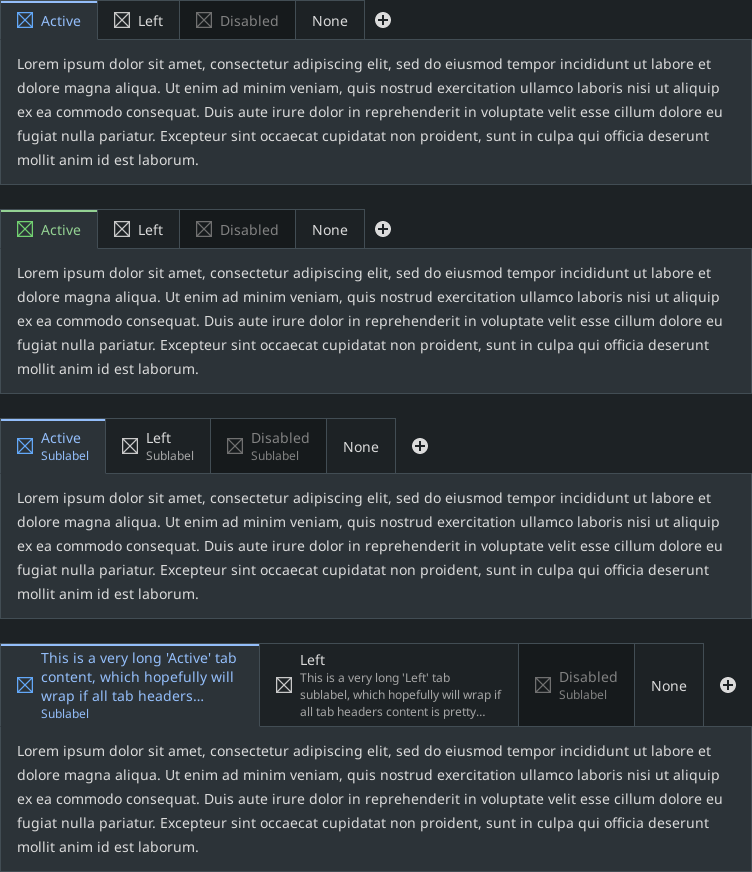 Active Left Disabled None
Lorem ipsum dolor sit amet, consectetur adipiscing elit, sed do eiusmod tempor incididunt ut labore et
dolore magna aliqua. Ut enim ad minim veniam, quis nostrud exercitation ullamco laboris nisi ut aliquip
ex ea commodo consequat. Duis aute irure dolor in reprehenderit in voluptate velit esse cillum dolore eu
fugiat nulla pariatur. Excepteur sint occaecat cupidatat non proident, sunt in culpa qui officia deserunt
mollit anim id est laborum.
Active Left Disabled None
Lorem ipsum dolor sit amet, consectetur adipiscing elit, sed do eiusmod tempor incididunt ut labore et
dolore magna aliqua. Ut enim ad minim veniam, quis nostrud exercitation ullamco laboris nisi ut aliquip
ex ea commodo consequat. Duis aute irure dolor in reprehenderit in voluptate velit esse cillum dolore eu
fugiat nulla pariatur. Excepteur sint occaecat cupidatat non proident, sunt in culpa qui officia deserunt
mollit anim id est laborum.
Active
Sublabel
Left
Sublabel
Disabled
Sublabel
None
Lorem ipsum dolor sit amet, consectetur adipiscing elit, sed do eiusmod tempor incididunt ut labore et
dolore magna aliqua. Ut enim ad minim veniam, quis nostrud exercitation ullamco laboris nisi ut aliquip
ex ea commodo consequat. Duis aute irure dolor in reprehenderit in voluptate velit esse cillum dolore eu
fugiat nulla pariatur. Excepteur sint occaecat cupidatat non proident, sunt in culpa qui officia deserunt
mollit anim id est laborum.
This is a very long 'Active' tab
content, which hopefully will
wrap if all tab headers...
Sublabel
Left
This is a very long 'Left' tab
sublabel, which hopefully will wrap if
all tab headers content is pretty...
Disabled
Sublabel
None
Lorem ipsum dolor sit amet, consectetur adipiscing elit, sed do eiusmod tempor incididunt ut labore et
dolore magna aliqua. Ut enim ad minim veniam, quis nostrud exercitation ullamco laboris nisi ut aliquip
ex ea commodo consequat. Duis aute irure dolor in reprehenderit in voluptate velit esse cillum dolore eu
fugiat nulla pariatur. Excepteur sint occaecat cupidatat non proident, sunt in culpa qui officia deserunt
mollit anim id est laborum.